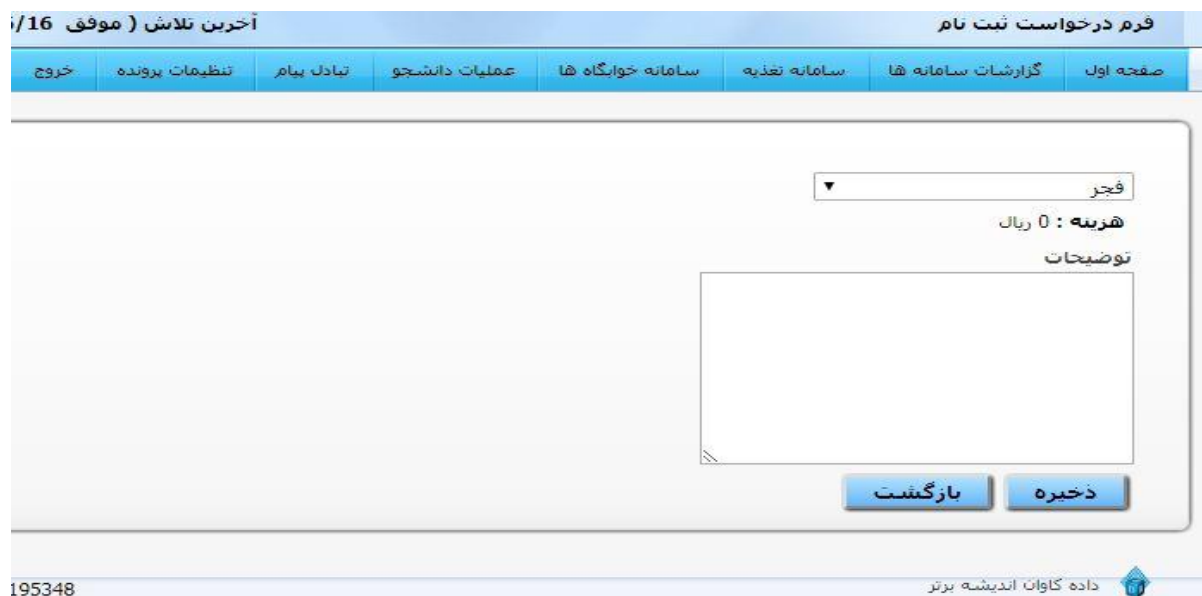 فرم درخواست ثبت نام
آخرین تلاش ( موفق 5/16
صفحه اول گزارشات سامانه ها سامانه تغذیه سامانه خوابگاه ها عملیات دانشجو تبادل پیام تنظیمات پرونده خروج
فجر
هزینه : 0 ریال
توضیحات
ذخیره بازگشت
داده کاوان اندیشه برتر
195348